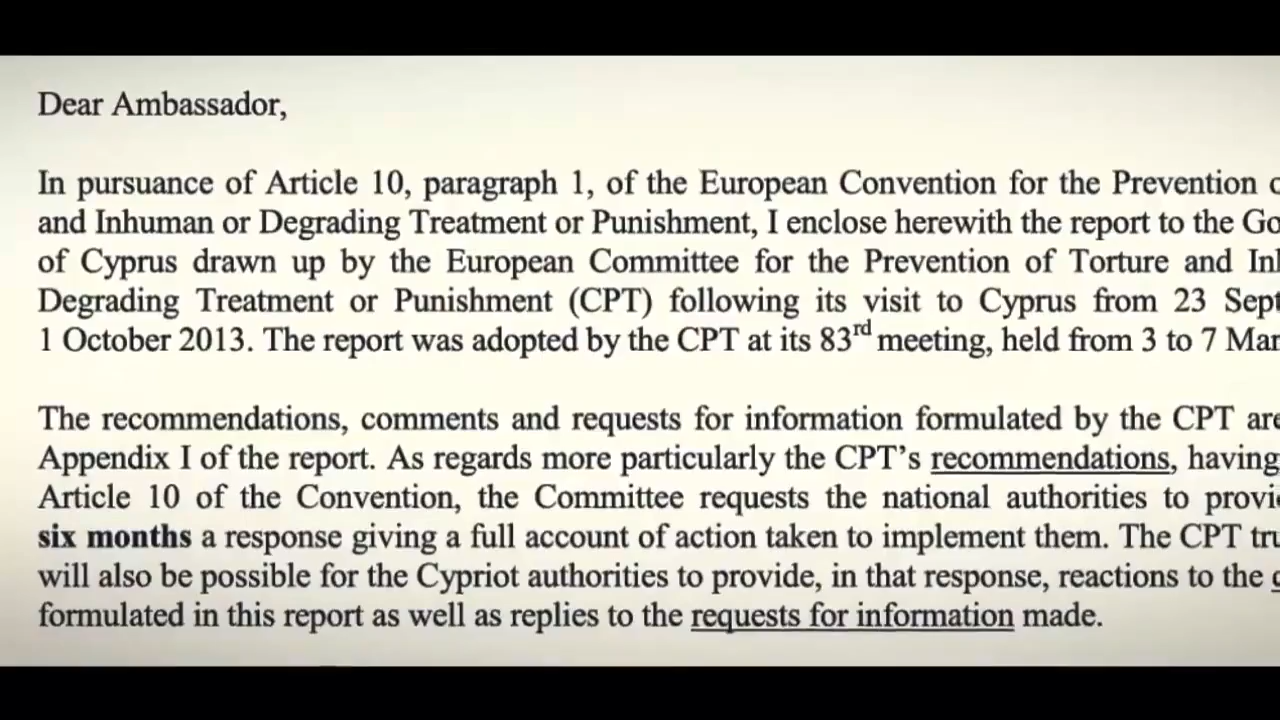 Dear Ambassador,
In pursuance of Article 10, paragraph 1, of the European Convention for the Prevention
and Inhuman or Degrading Treatment or Punishment, I enclose herewith the report to the
of Cyprus drawn up by the European Committee for the Prevention of Torture and
Degrading Treatment or Punishment (CPT) following its visit to Cyprus from 23
1 October 2013. The report was adopted by the CPT at its 83rd meeting, held from 3 to 7
The recommendations, comments and requests for information formulated by the CPT are
Appendix I of the report. As regards more particularly the CPT's recommendations, having
Article 10 of the Convention, the Committee requests the national authorities to
six months a response giving a full account of action taken to implement them. The CPT
will also be possible for the Cypriot authorities to provide, in that response, reactions to the
formulated in this report as well as replies to the requests for information made.